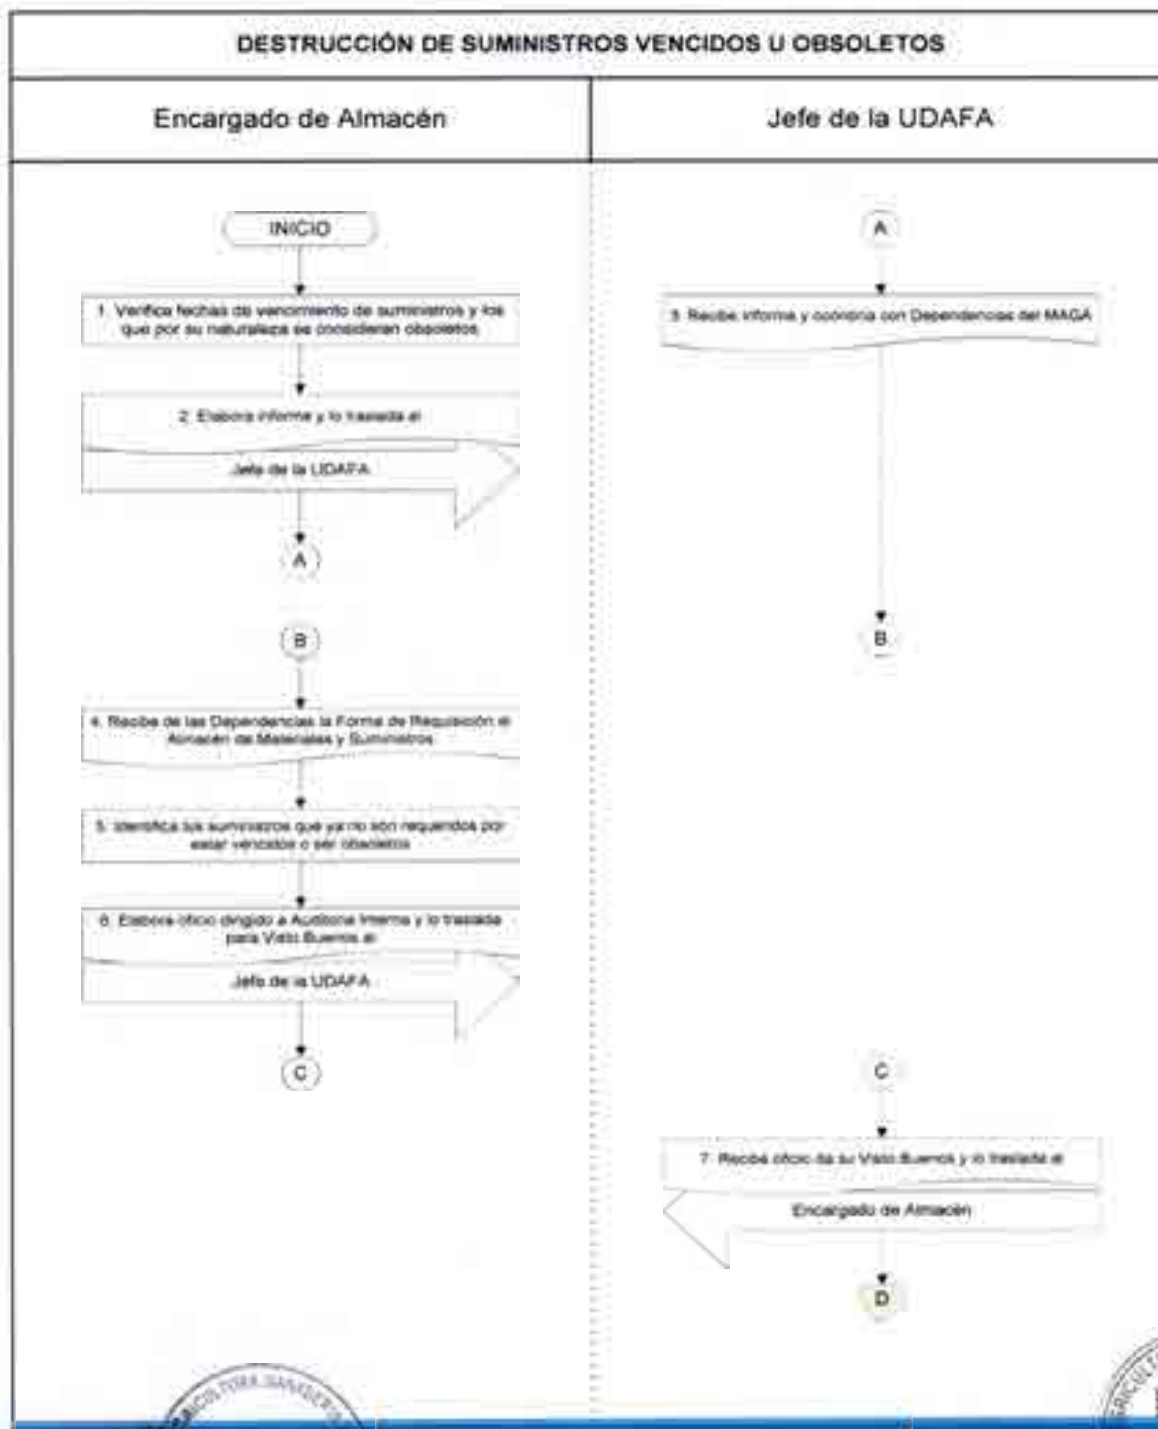 DESTRUCCIÓN DE SUMINISTROS VENCIDOS U OBSOLETOS
Encargado de Almacén
Jefe de la UDAFA
INICIO
1. Verifica fechas de vencimiento de suministros y los
que por su naturaleza se consideren obsoletos
2. Elabora informe y lo traslada al
Jefe de la UDAFA
A
B
4. Recibe de las Dependencias la Forma de Requisición al
Almacén de Materiales y Suministros
5. Identifica los suministros que ya no son requeridos por
estar vencidos o ser obsoletos
6. Elabora oficio dirigido a Auditoria Interna y lo traslada
para Visto Buenos al
Jefe de la UDAFA
C
A
3. Recibe informe y coordina con Dependencias del MAGA
B
C
7. Recibe oficio da su Visto Buenos y lo traslada al
Encargado de Almacén
D